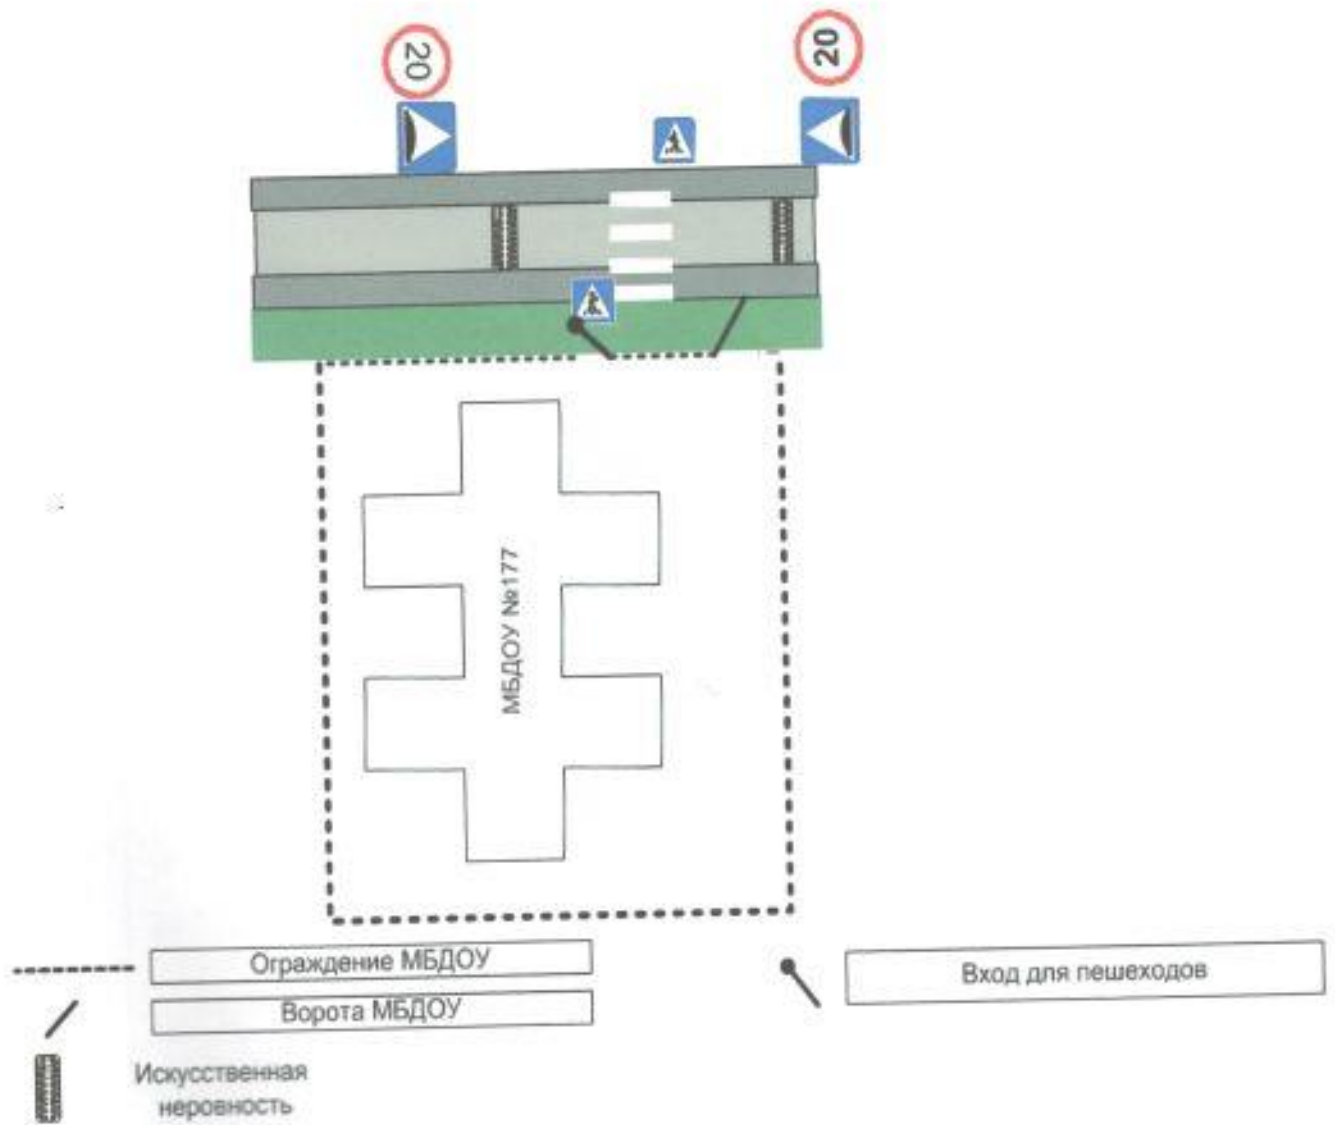 20
20
МБДОУ №177
Ограждение МБДОУ
Ворота МБДОУ
Вход для пешеходов
Искусственная
неровность